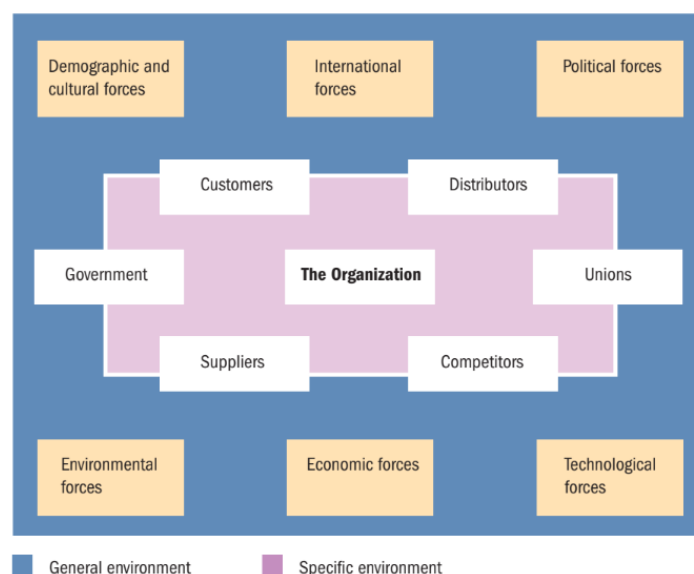 Demographic and
cultural forces
International
forces
Political forces
Customers
Distributors
Government
The Organization
Unions
Suppliers
Competitors
Environmental
forces
Economic forces
Technological
forces
General environment
Specific environment